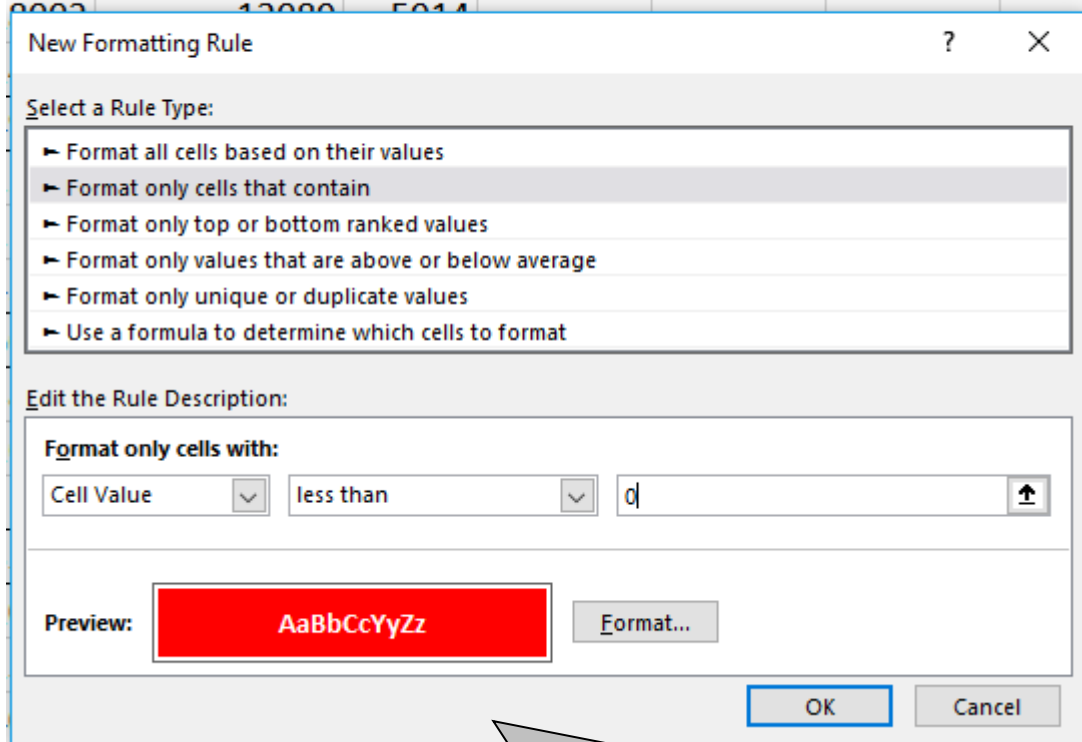 New Formatting Rule ?
Select a Rule Type:
► Format all cells based on their values
► Format only cells that contain
► Format only top or bottom ranked values
► Format only values that are above or below average
► Format only unique or duplicate values
► Use a formula to determine which cells to format
Edit the Rule Description:
Format only cells with:
Cell Value less than 0
Preview: AaBbCcYyZz Format...
OK Cancel